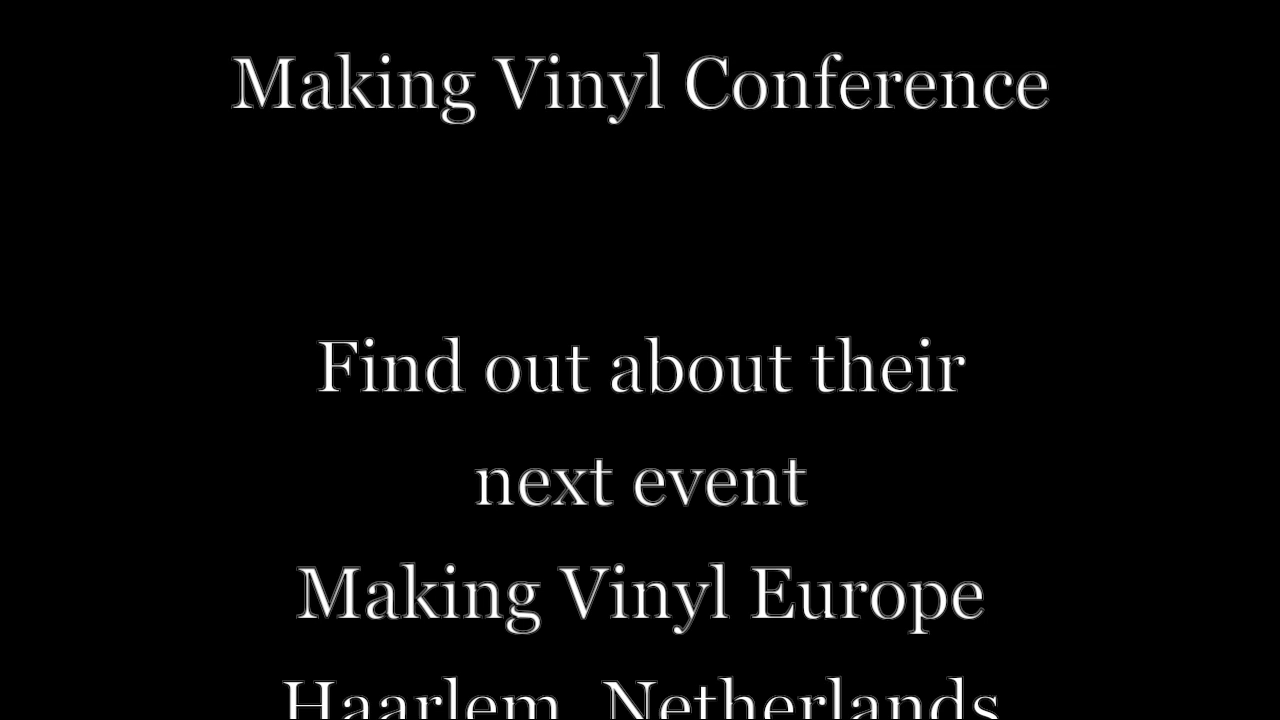 Making Vinyl Conference
Find out about their
next event
Making Vinyl Europe
Haarlem, Netherlands